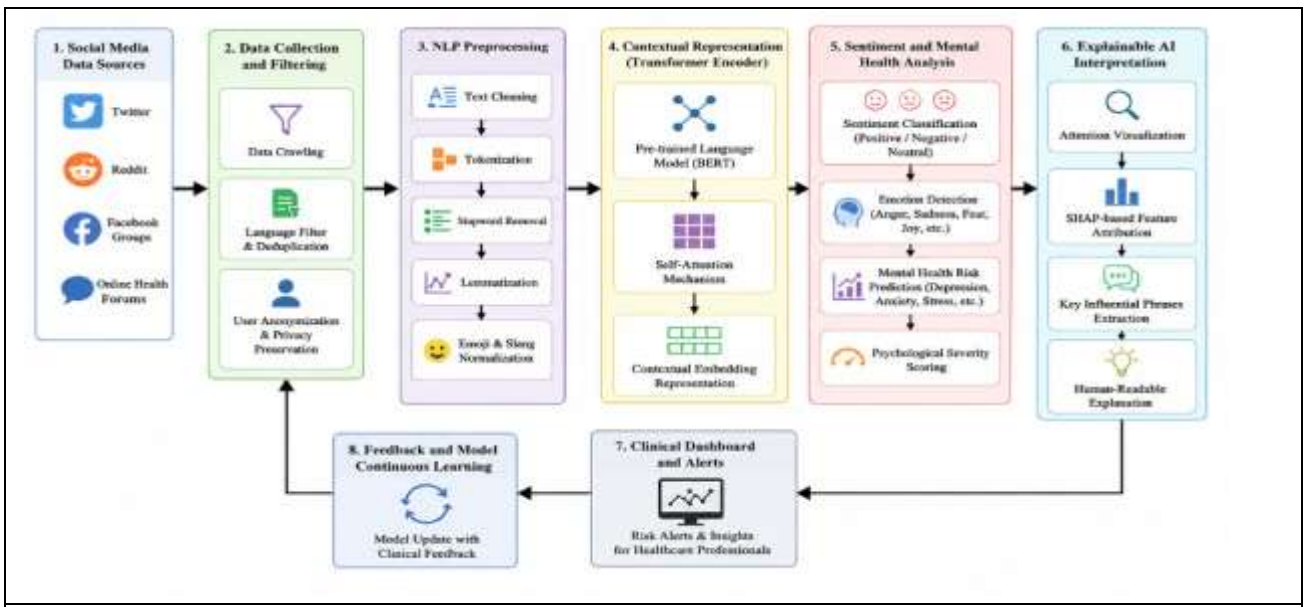 1. Social Media
Data Sources
Twitter
Reddit
Facebook
Groups
Online Health
Forums
2. Data Collection
and Filtering
Data Crawling
Language Filter
& Deduplication
User Anonymization
& Privacy
Preservation
3. NLP Preprocessing
Text Cleaning
Tokenization
Stopword Removal
Lemmatization
Emoji & Slang
Normalization
4. Contextual Representation
(Transformer Encoder)
Pre-trained Language
Model (BERT)
Self-Attention
Mechanism
Contextual Embedding
Representation
5. Sentiment and Mental
Health Analysis
Sentiment Classification
(Positive / Negative /
Neutral)
Emotion Detection
(Anger, Sadness, Fear,
Joy, etc.)
Mental Health Risk
Prediction (Depression,
Anxiety, Stress, etc.)
Psychological Severity
Scoring
6. Explainable AI
Interpretation
Attention Visualization
SHAP-based Feature
Attribution
Key Influential Phrases
Extraction
Human-Readable
Explanation
7. Clinical Dashboard
and Alerts
Risk Alerts & Insights
for Healthcare Professionals
8. Feedback and Model
Continuous Learning
Model Update with
Clinical Feedback